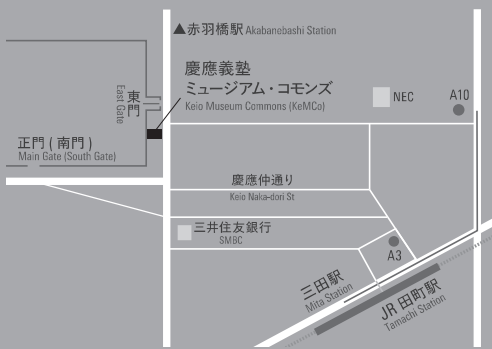 ▲赤羽橋駅 Akabanebashi Station
慶應義塾
ミュージアム・コモンズ
Keio Museum Commons (KeMCo)
東門
East Gate
NEC
A10
正門 ( 南門 )
Main Gate (South Gate)
慶應仲通り
Keio Naka-dori St
三井住友銀行
SMBC
A3
三田駅
Mita Station
JR 田町駅
Tamachi Station